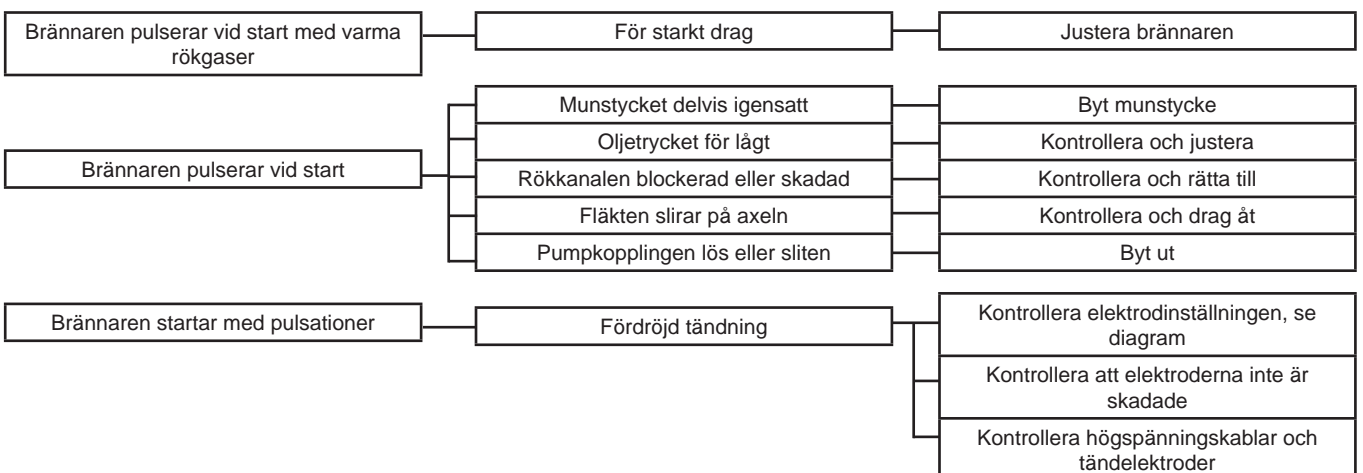 Brännaren pulserar vid start med varma
rökgaser
För starkt drag
Justera brännaren
Brännaren pulserar vid start
Munstycket delvis igensatt
Byt munstycke
Oljetrycket för lågt
Kontrollera och justera
Rökkanalen blockerad eller skadad
Kontrollera och rätta till
Fläkten slirar på axeln
Kontrollera och drag åt
Pumpkopplingen lös eller sliten
Byt ut
Brännaren startar med pulsationer
Fördröjd tändning
Kontrollera elektrodinställningen, se
diagram
Kontrollera att elektroderna inte är
skadade
Kontrollera högspänningskablar och
tändelektroder